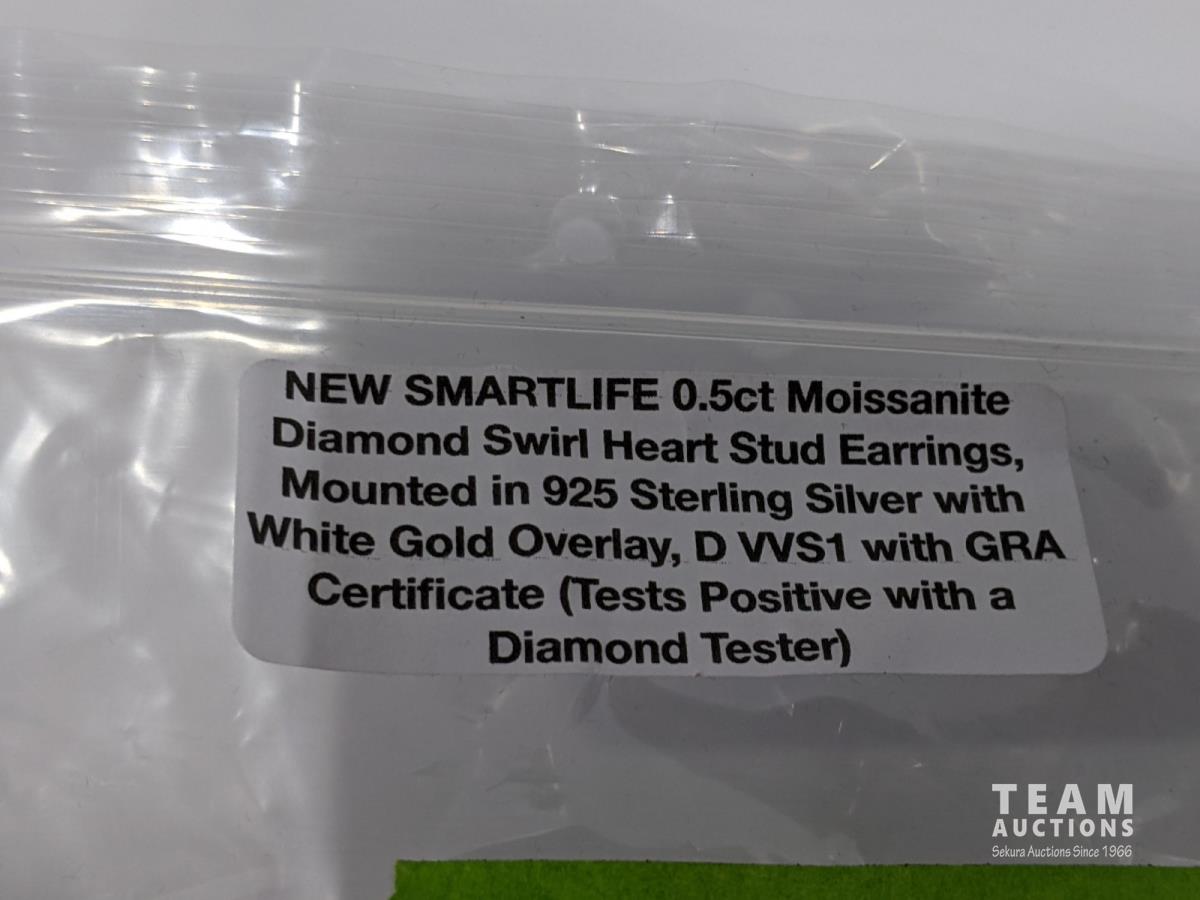 NEW SMARTLIFE 0.5ct Moissanite
Diamond Swirl Heart Stud Earrings,
Mounted in 925 Sterling Silver with
White Gold Overlay, D VVS1 with GRA
Certificate (Tests Positive with a
Diamond Tester)
TEAM
AUCTIONS
Sekura Auctions Since 1966